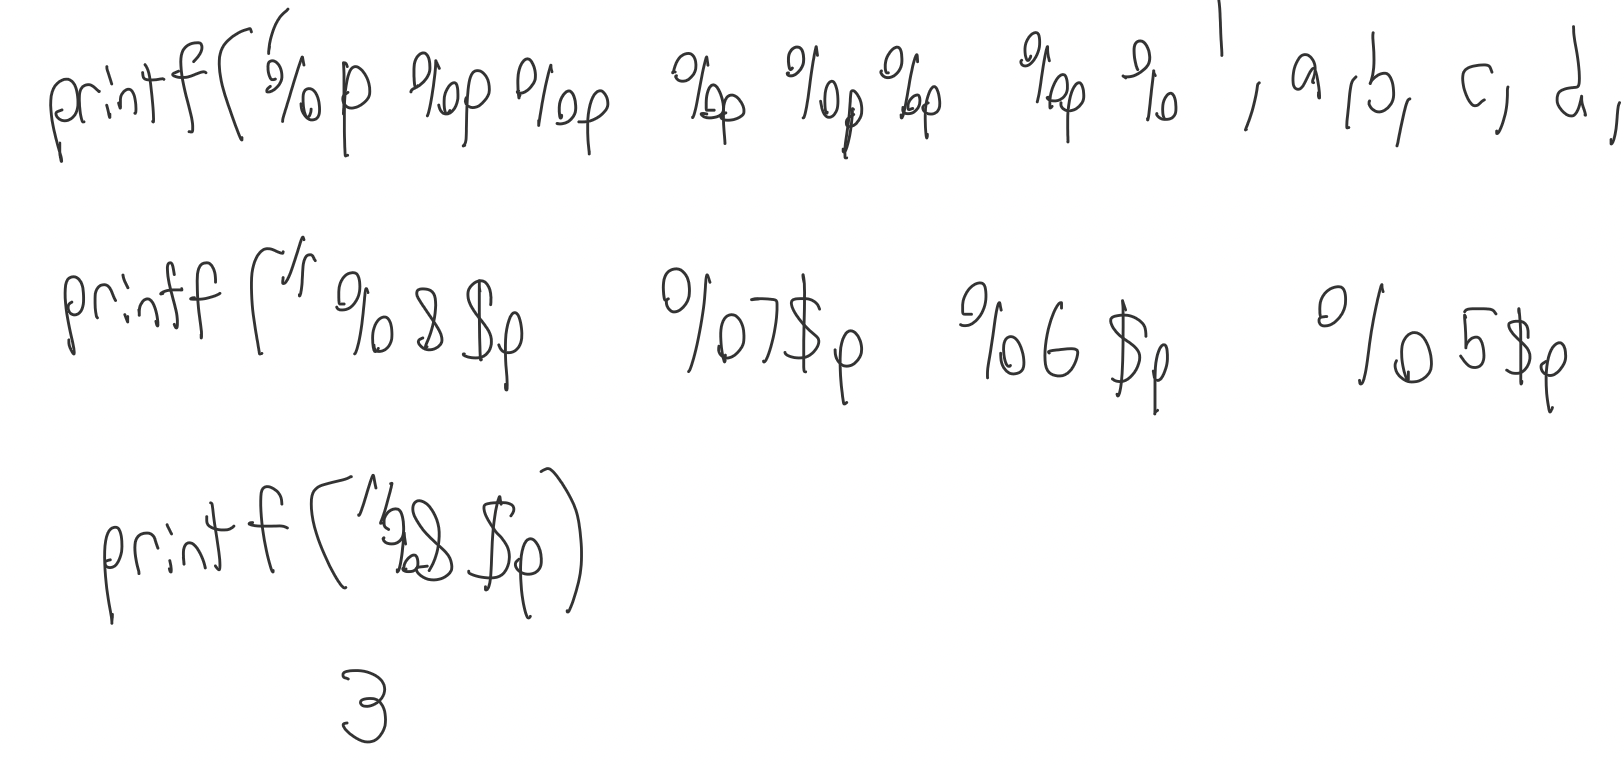 printf("%p %p %p %p %p %p %p %", a, b, c, d,
printf("%8$p %7$p %6$p %5$p
printf("%8$p)
3